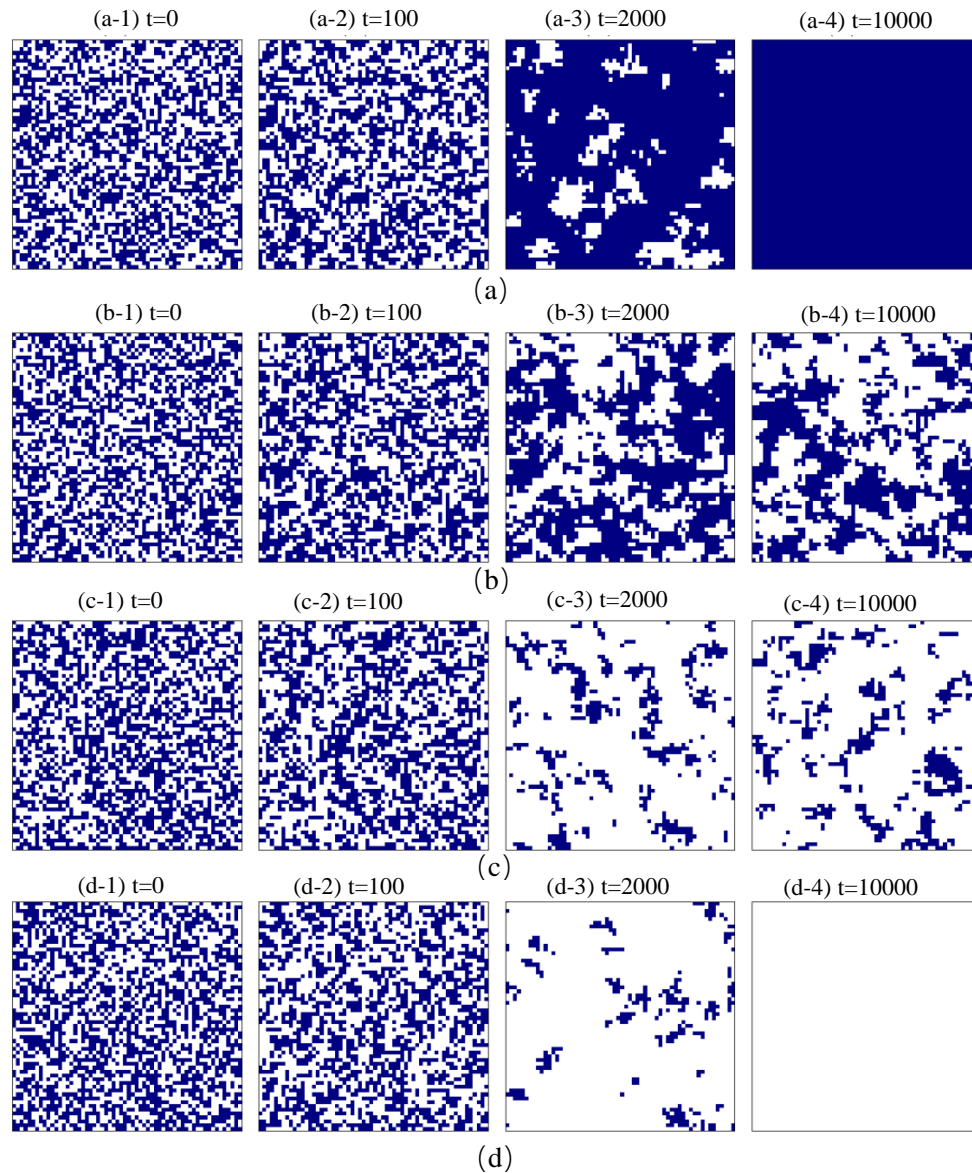 (a-1) t=0 (a-2) t=100 (a-3) t=2000 (a-4) t=10000
(a)
(b-1) t=0 (b-2) t=100 (b-3) t=2000 (b-4) t=10000
(b)
(c-1) t=0 (c-2) t=100 (c-3) t=2000 (c-4) t=10000
(c)
(d-1) t=0 (d-2) t=100 (d-3) t=2000 (d-4) t=10000
(d)